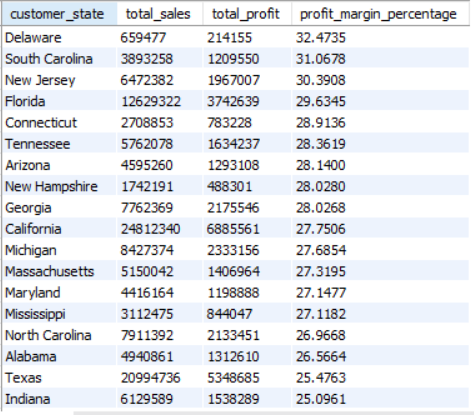 customer_state total_sales total_profit profit_margin_percentage
Delaware 659477 214155 32.4735
South Carolina 3893258 1209550 31.0678
New Jersey 6472382 1967007 30.3908
Florida 12629322 3742639 29.6345
Connecticut 2708853 783228 28.9136
Tennessee 5762078 1634237 28.3619
Arizona 4595260 1293108 28.1400
New Hampshire 1742191 488301 28.0280
Georgia 7762369 2175546 28.0268
California 24812340 6885561 27.7506
Michigan 8427374 2333156 27.6854
Massachusetts 5150042 1406964 27.3195
Maryland 4416164 1198888 27.1477
Mississippi 3112475 844047 27.1182
North Carolina 7911392 2133451 26.9668
Alabama 4940861 1312610 26.5664
Texas 20994736 5348685 25.4763
Indiana 6129589 1538289 25.0961